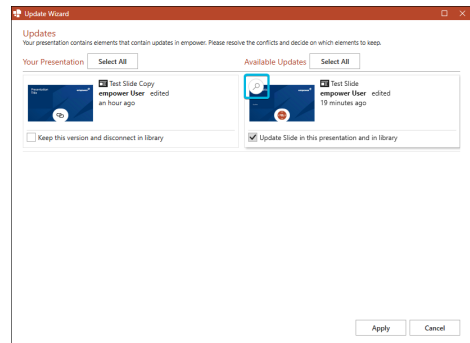 Update Wizard
Updates
Your presentation contains elements that contain updates in empower. Please resolve the conflicts and decide on which elements to keep.
Your Presentation Select All Available Updates Select All
Test Slide Copy
empower User edited
an hour ago
Keep this version and disconnect in library
Test Slide
empower User edited
19 minutes ago
Update Slide in this presentation and in library
Apply Cancel